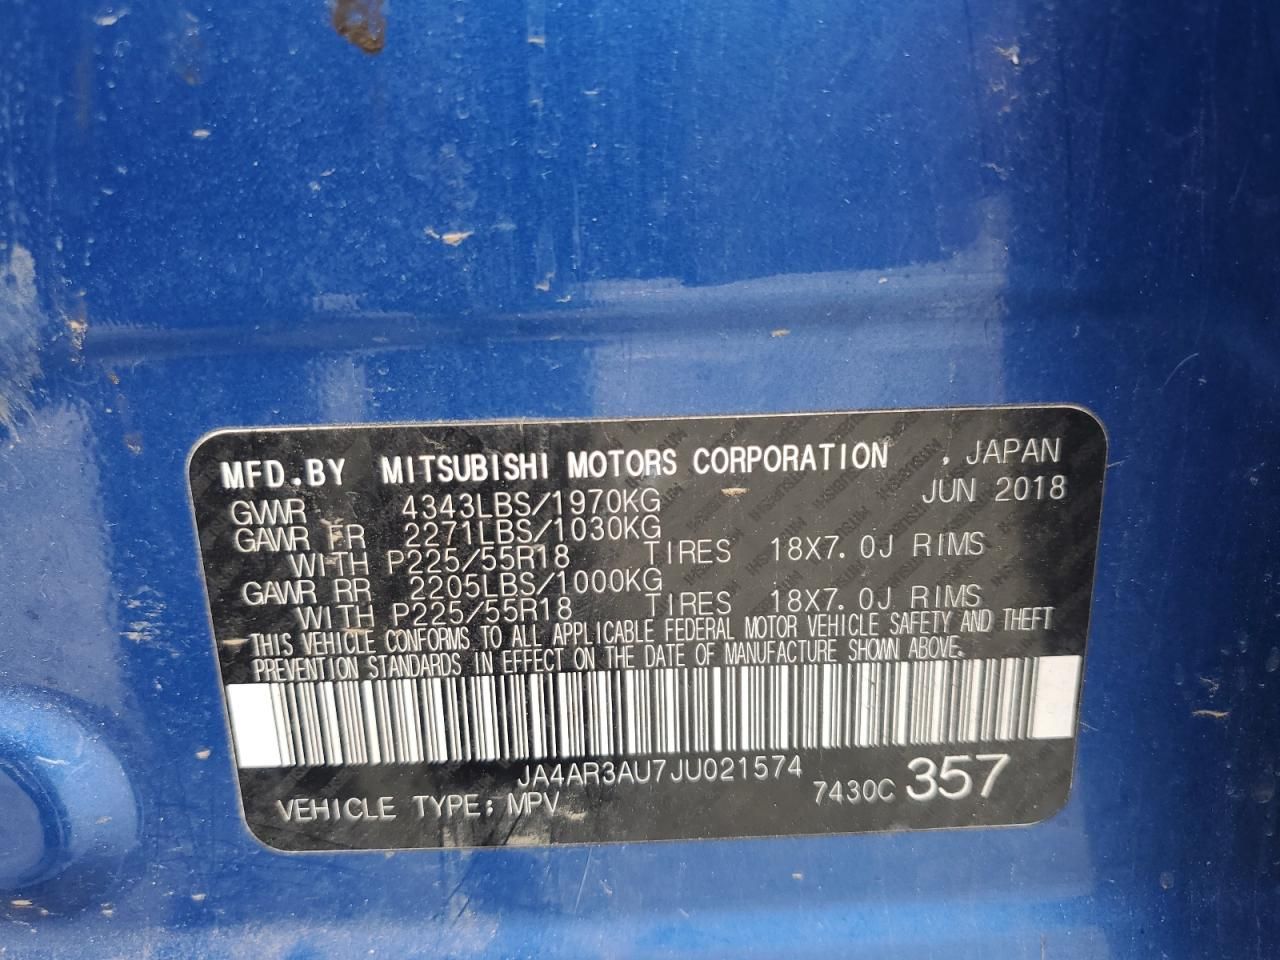 MFD.BY MITSUBISHI MOTORS CORPORATION , JAPAN
GVWR 4343LBS/1970KG JUN 2018
GAWR FR 2271LBS/1030KG
WITH P225/55R18 TIRES 18X7.0J RIMS
GAWR RR 2205LBS/1000KG
WITH P225/55R18 TIRES 18X7.0J RIMS
THIS VEHICLE CONFORMS TO ALL APPLICABLE FEDERAL MOTOR VEHICLE SAFETY AND THEFT
PREVENTION STANDARDS IN EFFECT ON THE DATE OF MANUFACTURE SHOWN ABOVE.
JA4AR3AU7JU021574
VEHICLE TYPE: MPV 7430C 357